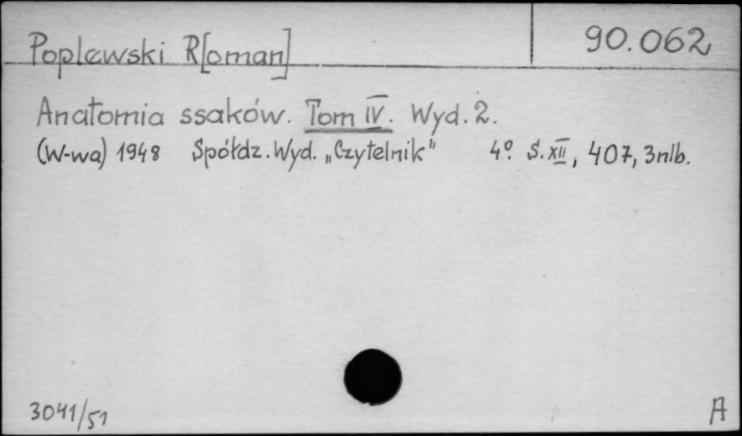 90.062
Poplewski R[oman]
Anatomia ssaków. Tom IV. Wyd. 2.
(W-wa) 1948 Spółdz. Wyd. „Czytelnik" 4° S. XII, 407, 3nlb.
3041/51
A